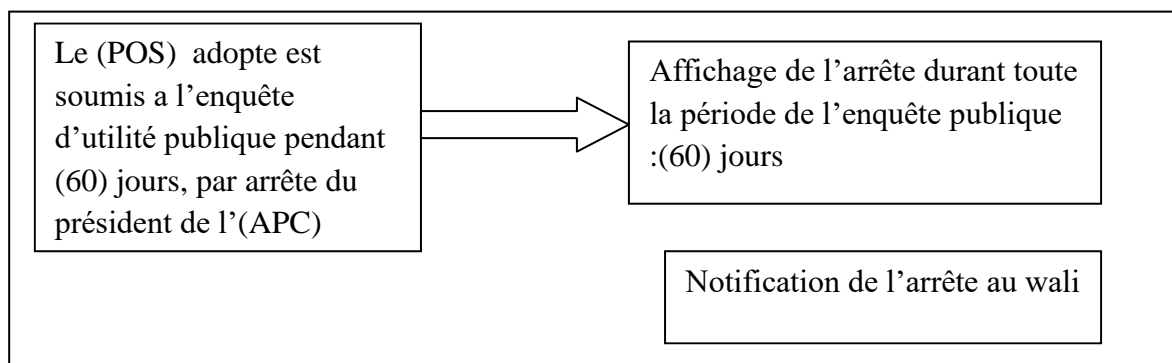 Le (POS)  adopte est
soumis a l’enquête
d’utilité publique pendant
(60) jours, par arrête du
président de l’(APC)
Affichage de l’arrête durant toute
la période de l’enquête publique
:(60) jours
Notification de l’arrête au wali